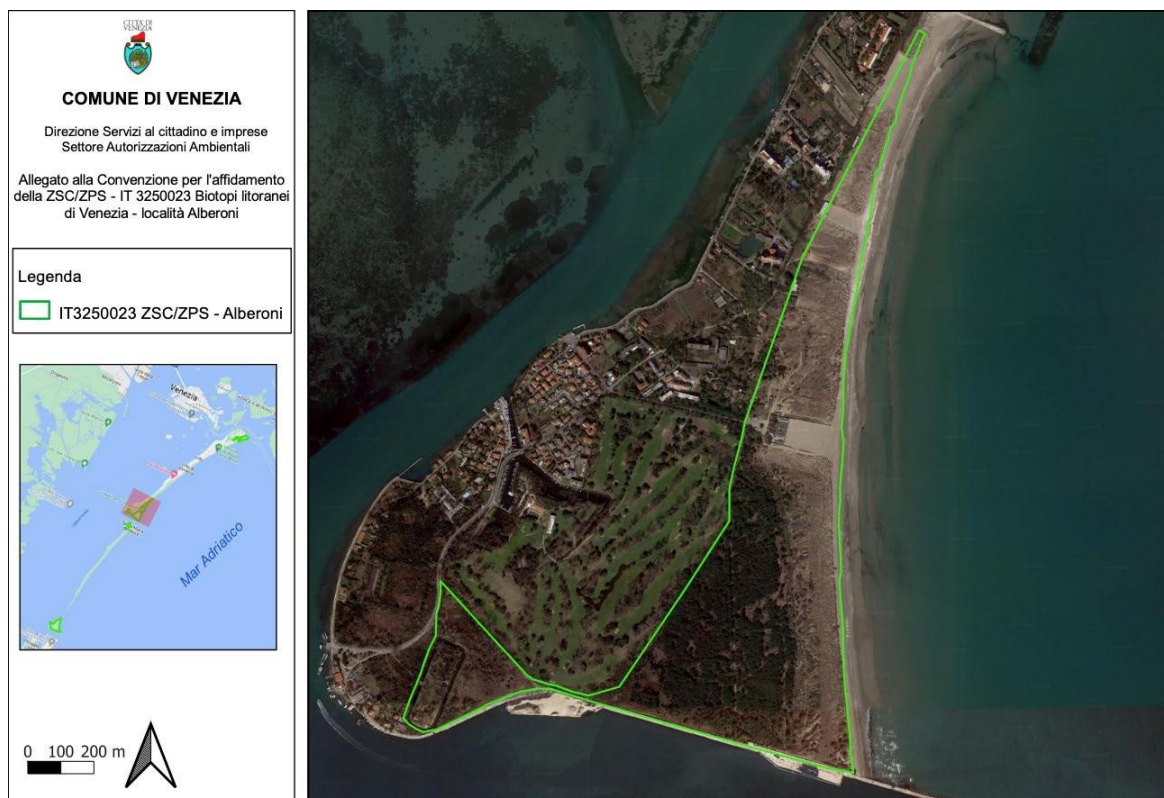 CITTÀ DI
VENEZIA
COMUNE DI VENEZIA
Direzione Servizi al cittadino e imprese
Settore Autorizzazioni Ambientali
Allegato alla Convenzione per l'affidamento
della ZSC/ZPS - IT 3250023 Biotopi litoranei
di Venezia - località Alberoni
Legenda
IT3250023 ZSC/ZPS - Alberoni
Venezia
Mar Adriatico
0 100 200 m